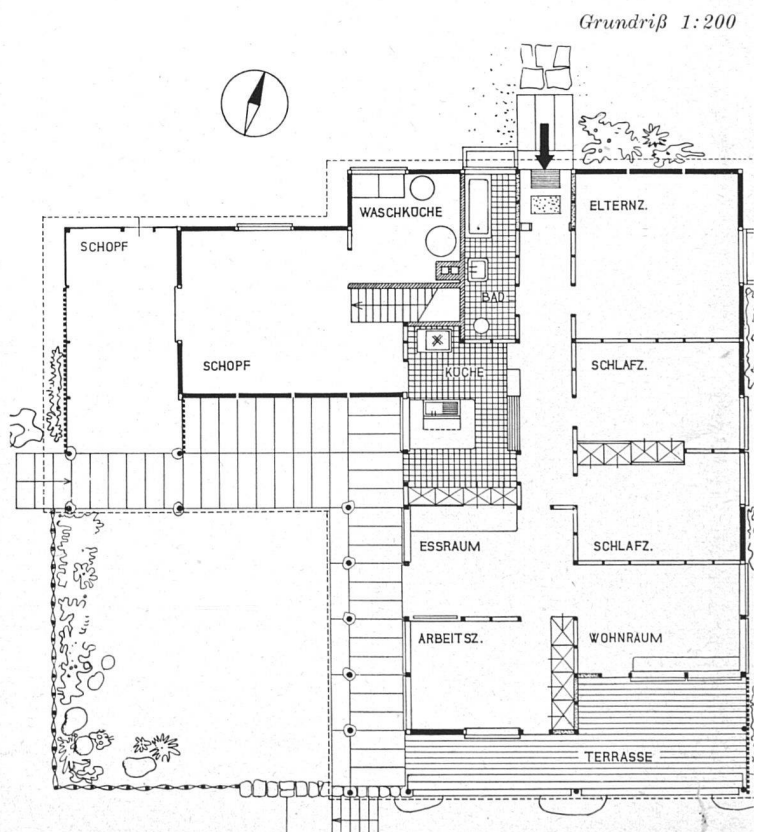 Grundriß 1:200
WASCHKÜCHE
ELTERNZ.
SCHOPF
BAD
SCHOPF
KÜCHE
SCHLAFZ.
ESSRAUM
SCHLAFZ.
ARBEITSZ.
WOHNRAUM
TERRASSE